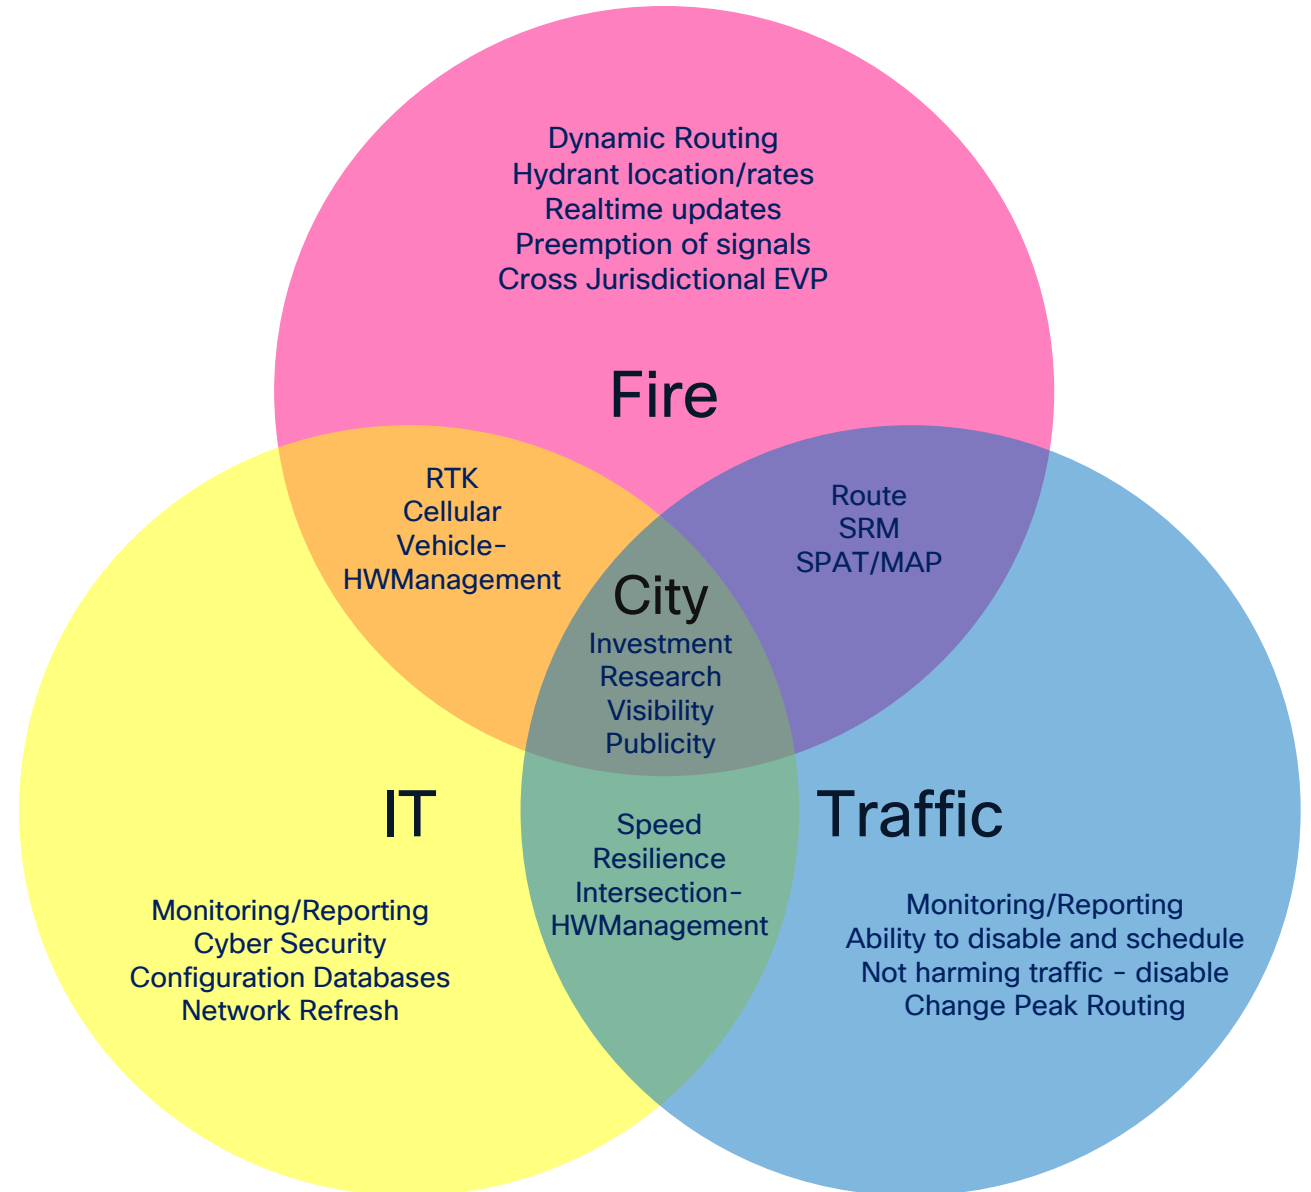 Dynamic Routing
Hydrant location/rates
Realtime updates
Preemption of signals
Cross Jurisdictional EVP
Fire
RTK
Cellular
Vehicle-
HWManagement
Route
SRM
SPAT/MAP
City
Investment
Research
Visibility
Publicity
IT
Traffic
Speed
Resilience
Intersection-
HWManagement
Monitoring/Reporting
Cyber Security
Configuration Databases
Network Refresh
Monitoring/Reporting
Ability to disable and schedule
Not harming traffic - disable
Change Peak Routing